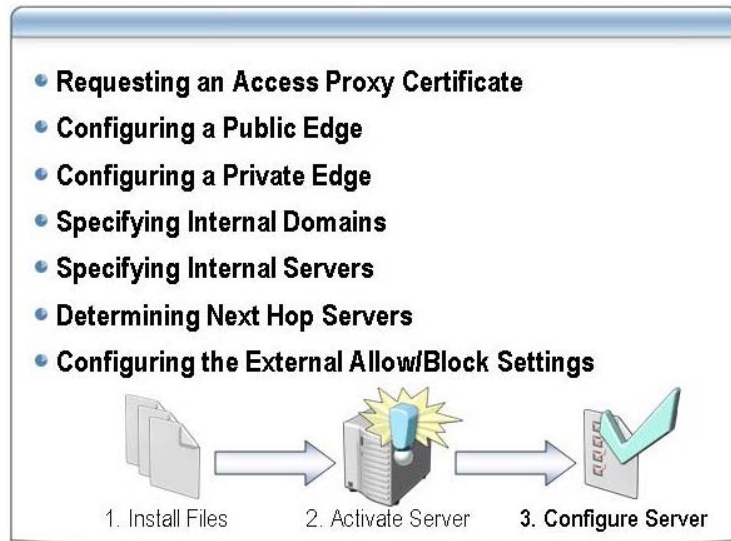 Requesting an Access Proxy Certificate
Configuring a Public Edge
Configuring a Private Edge
Specifying Internal Domains
Specifying Internal Servers
Determining Next Hop Servers
Configuring the External Allow/Block Settings
1. Install Files
2. Activate Server
3. Configure Server